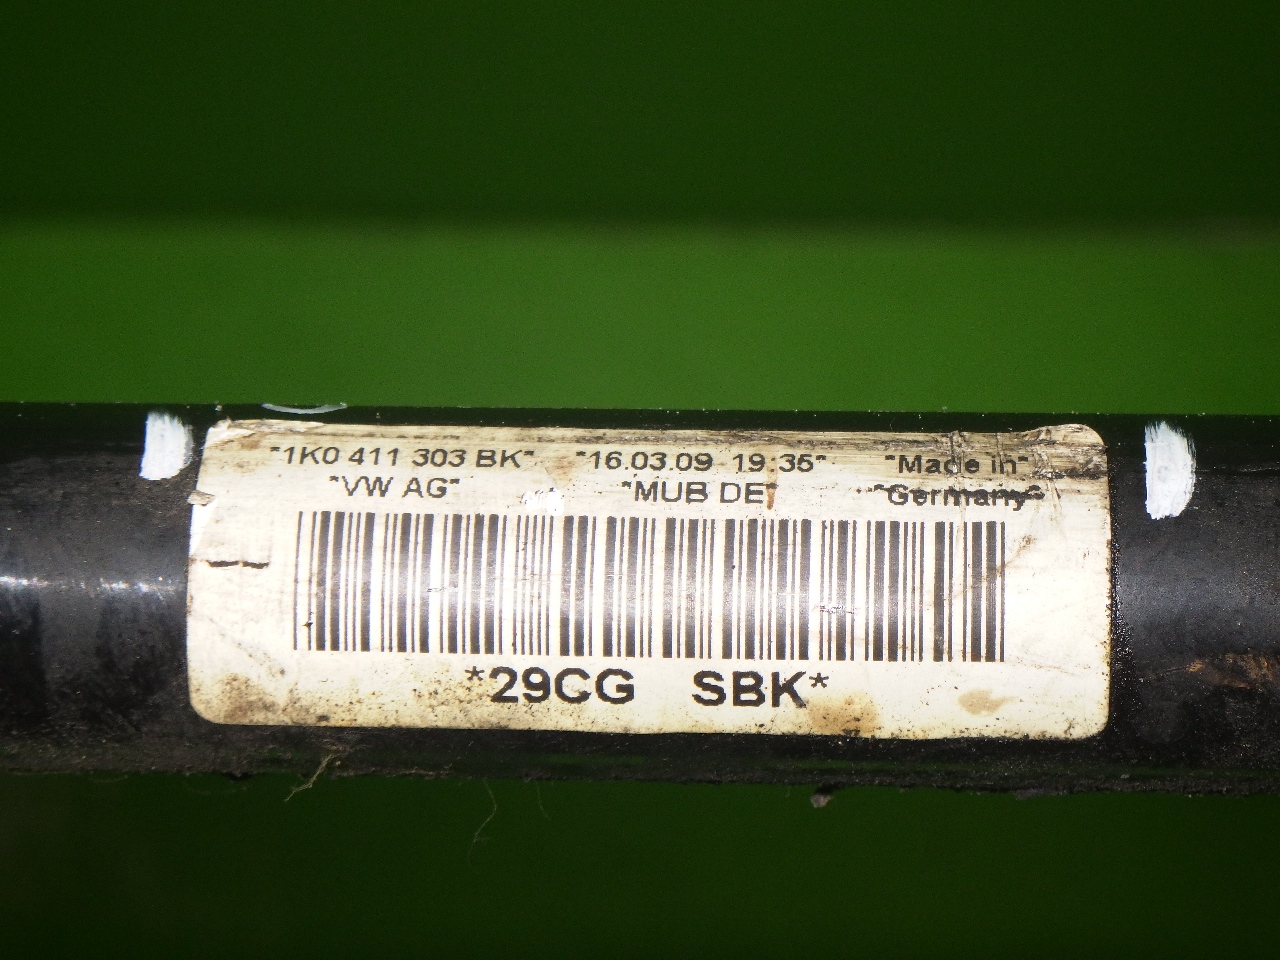 "1K0 411 303 BK" "16.03.09 19:35" "Made in"
"VW AG" "MUB DE" "Germany"
*29CG SBK*